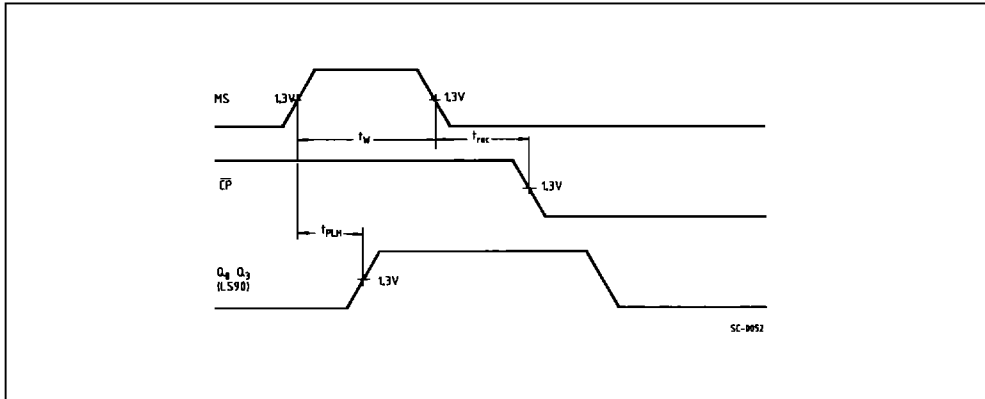 MS 1,3V 1,3V
tW trec
CP 1,3V
tPLH
Q0 Q3 1,3V
(LS90)
SC-0052